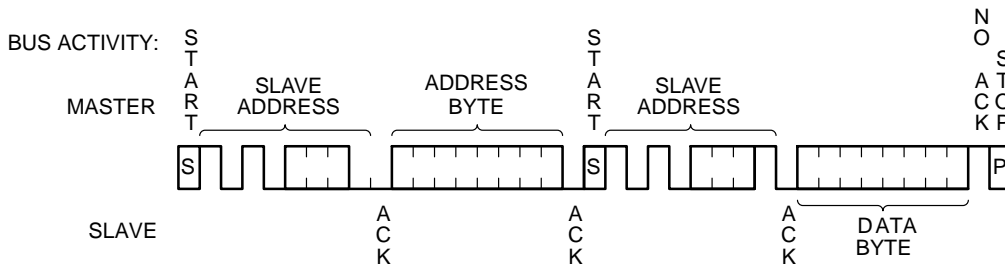 BUS ACTIVITY:
MASTER
START
SLAVE
ADDRESS
ADDRESS
BYTE
START
SLAVE
ADDRESS
NO ACK
STOP
S
S
P
SLAVE
ACK
ACK
ACK
DATA
BYTE